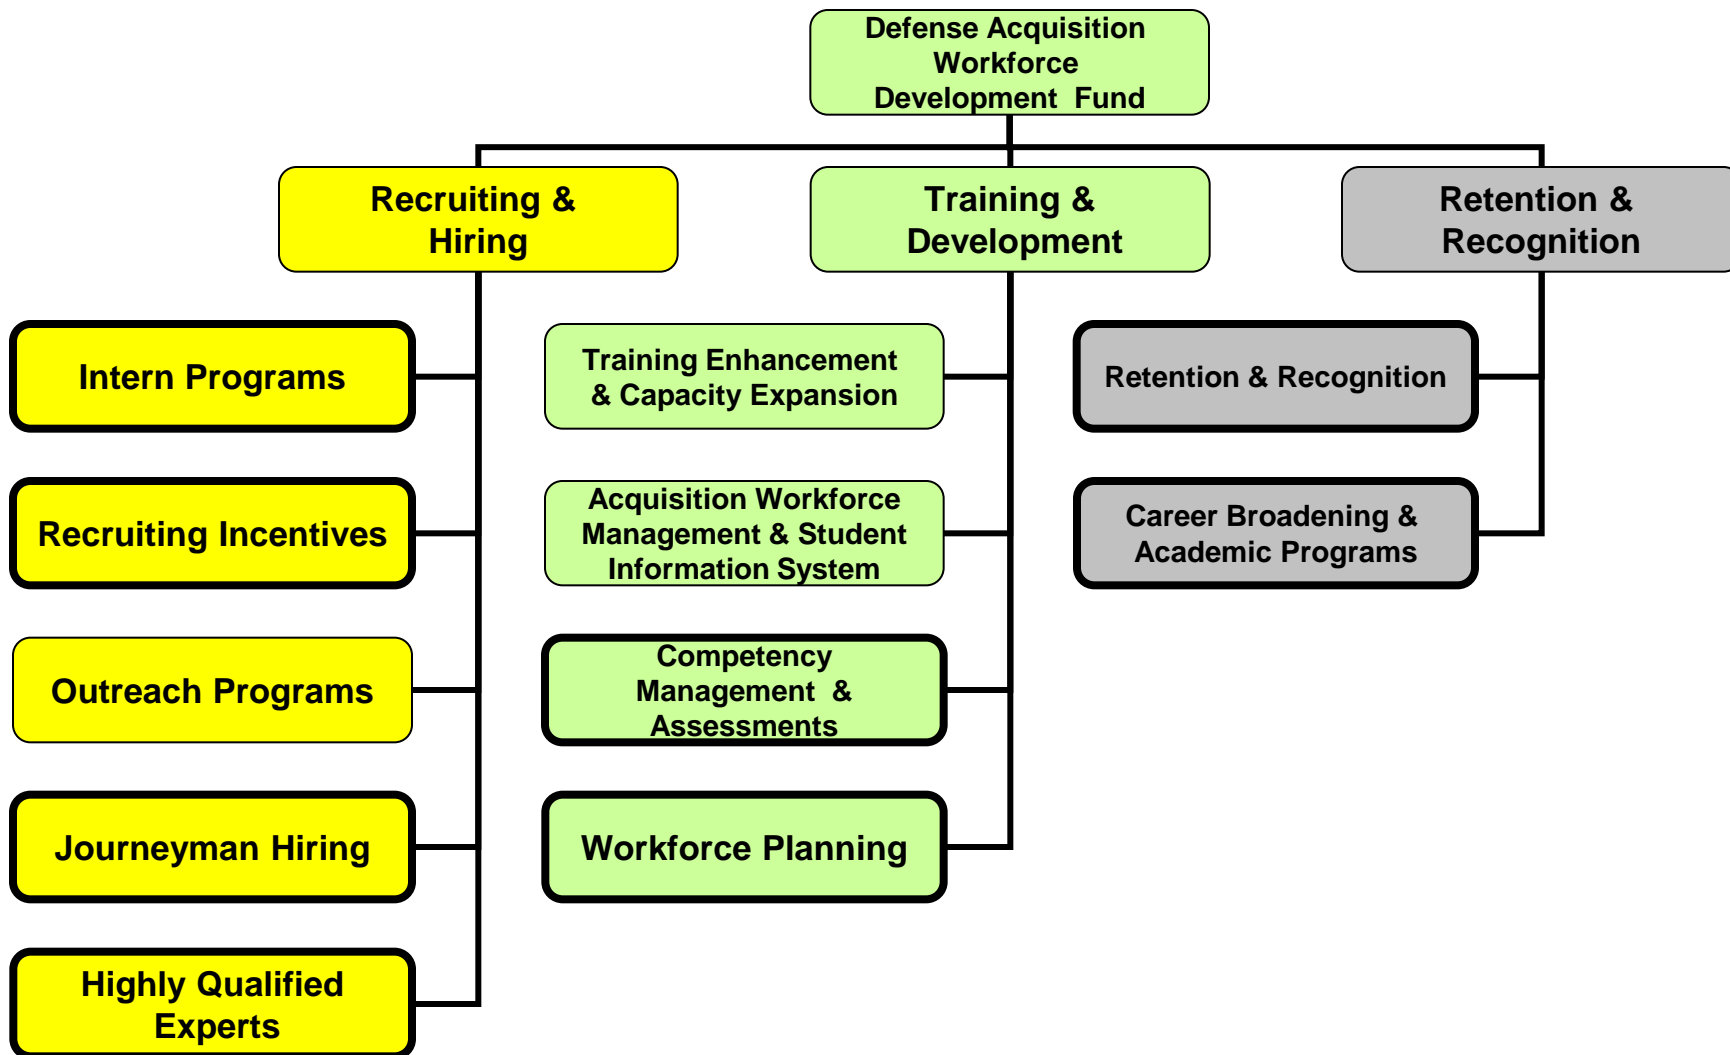 Defense Acquisition
Workforce
Development Fund
Recruiting &
Hiring
Training &
Development
Retention &
Recognition
Intern Programs
Recruiting Incentives
Outreach Programs
Journeyman Hiring
Highly Qualified
Experts
Training Enhancement
& Capacity Expansion
Acquisition Workforce
Management & Student
Information System
Competency
Management &
Assessments
Workforce Planning
Retention & Recognition
Career Broadening &
Academic Programs